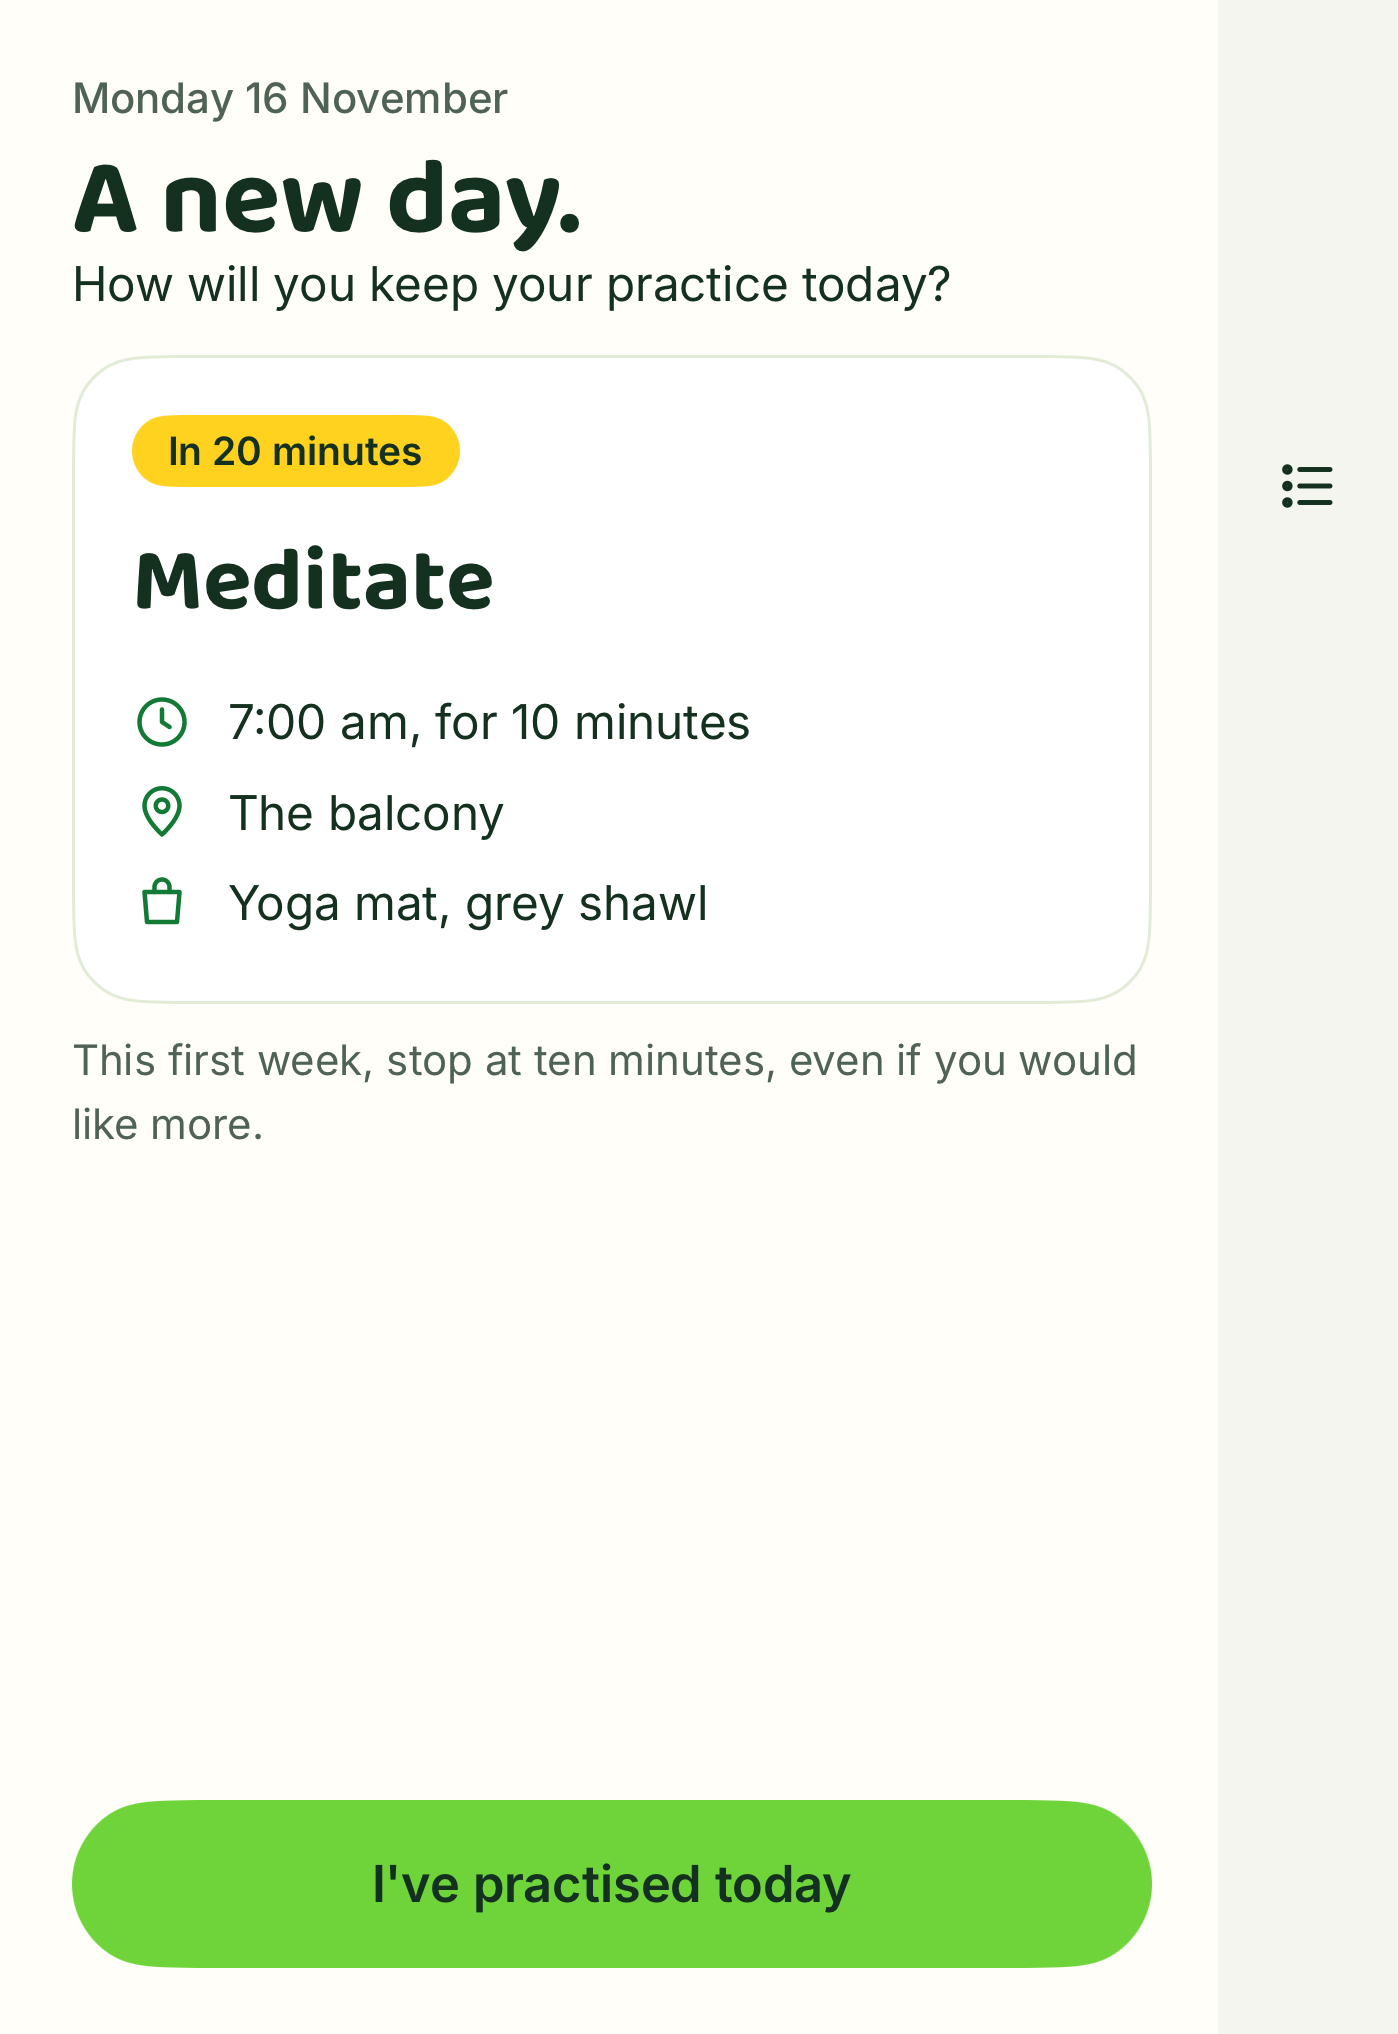 Monday 16 November
A new day.
How will you keep your practice today?
In 20 minutes
Meditate
7:00 am, for 10 minutes
The balcony
Yoga mat, grey shawl
This first week, stop at ten minutes, even if you would
like more.
I've practised today